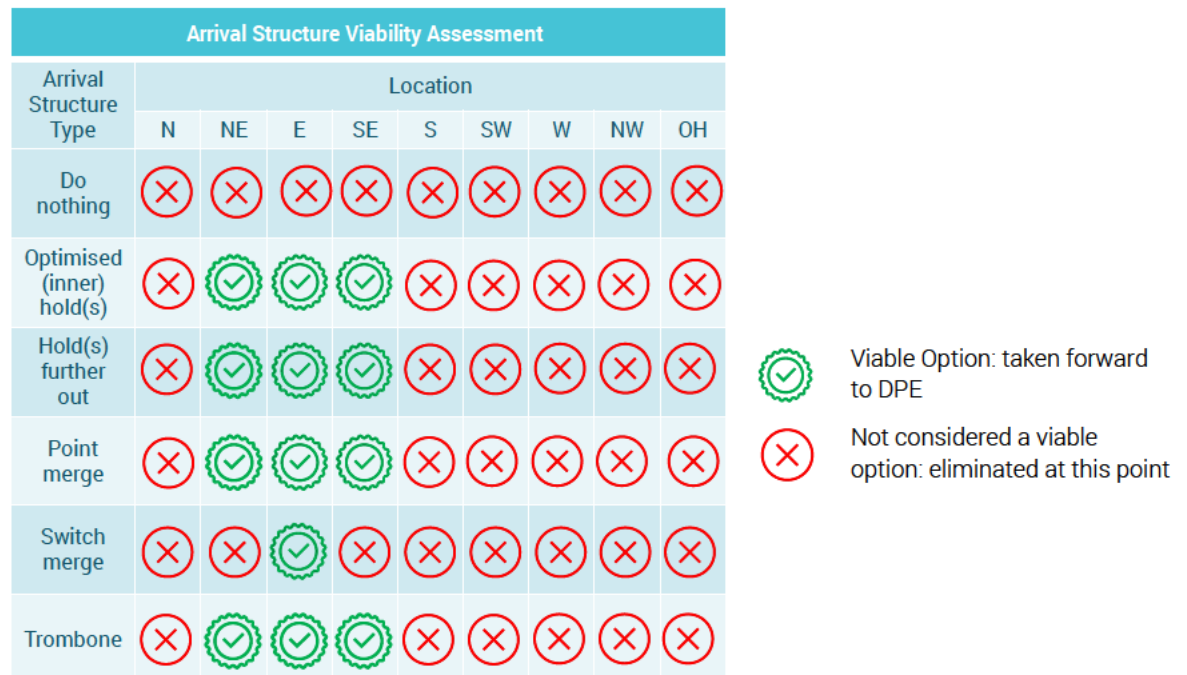 Arrival Structure Viability Assessment
Arrival
Structure
Type
Location
N NE E SE S SW W NW OH
Do
nothing
Optimised
(inner)
hold(s)
Hold(s)
further
out
Point
merge
Switch
merge
Trombone
Viable Option: taken forward
to DPE
Not considered a viable
option: eliminated at this point